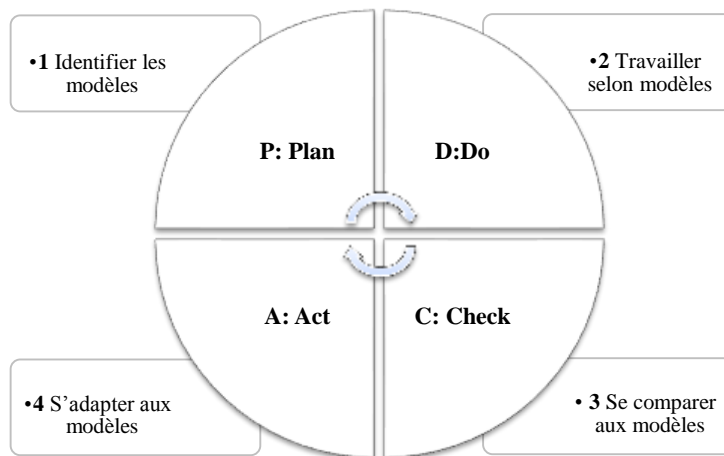 •1 Identifier les
modèles
•2 Travailler
selon modèles
P: Plan
D:Do
A: Act
C: Check
•4 S’adapter aux
modèles
• 3 Se comparer
aux modèles